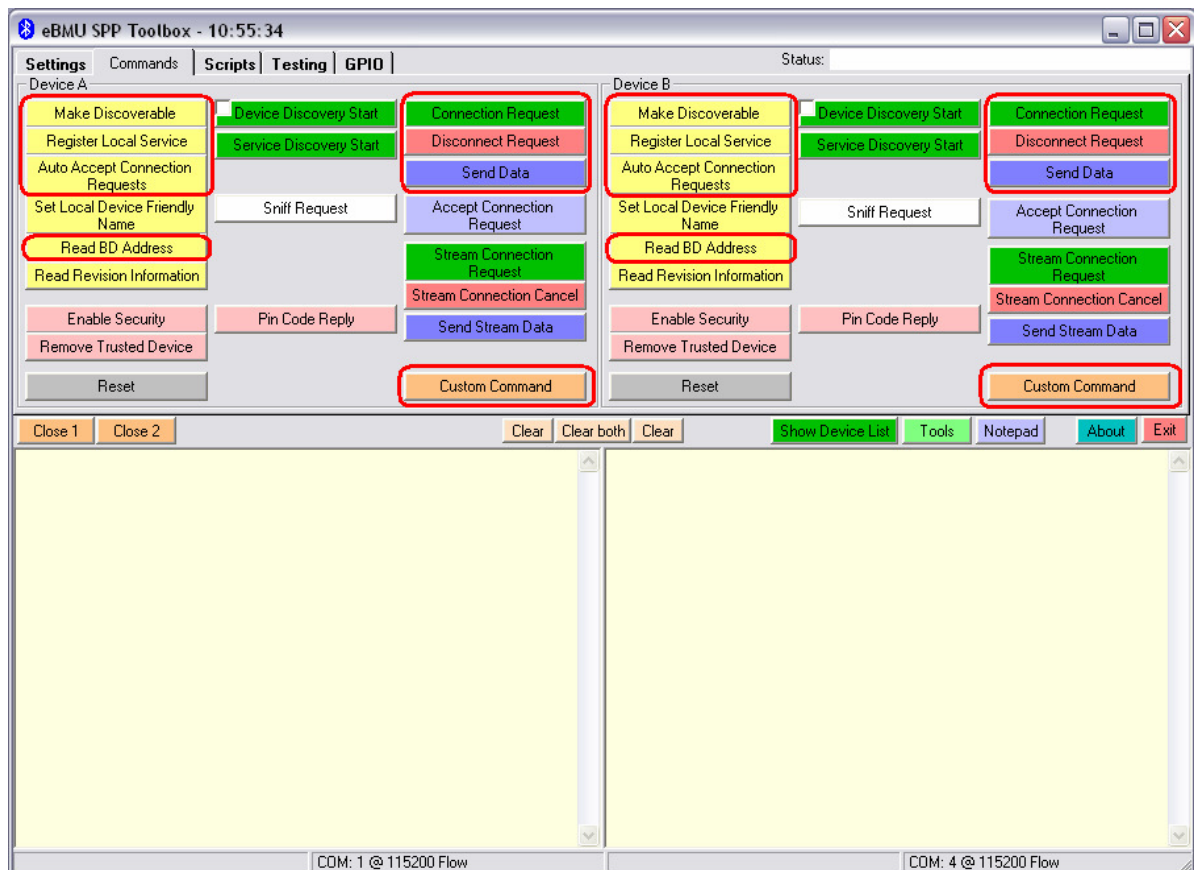 eBMU SPP Toolbox - 10:55:34
Settings Commands Scripts Testing GPIO
Status:
Device A
Make Discoverable
Device Discovery Start
Connection Request
Register Local Service
Service Discovery Start
Disconnect Request
Auto Accept Connection
Requests
Send Data
Set Local Device Friendly
Name
Sniff Request
Accept Connection
Request
Read BD Address
Stream Connection
Request
Read Revision Information
Stream Connection Cancel
Enable Security
Pin Code Reply
Send Stream Data
Remove Trusted Device
Reset
Custom Command
Device B
Make Discoverable
Device Discovery Start
Connection Request
Register Local Service
Service Discovery Start
Disconnect Request
Auto Accept Connection
Requests
Send Data
Set Local Device Friendly
Name
Sniff Request
Accept Connection
Request
Read BD Address
Stream Connection
Request
Read Revision Information
Stream Connection Cancel
Enable Security
Pin Code Reply
Send Stream Data
Remove Trusted Device
Reset
Custom Command
Close 1 Close 2 Clear Clear both Clear Show Device List Tools Notepad About Exit
COM: 1 @ 115200 Flow
COM: 4 @ 115200 Flow